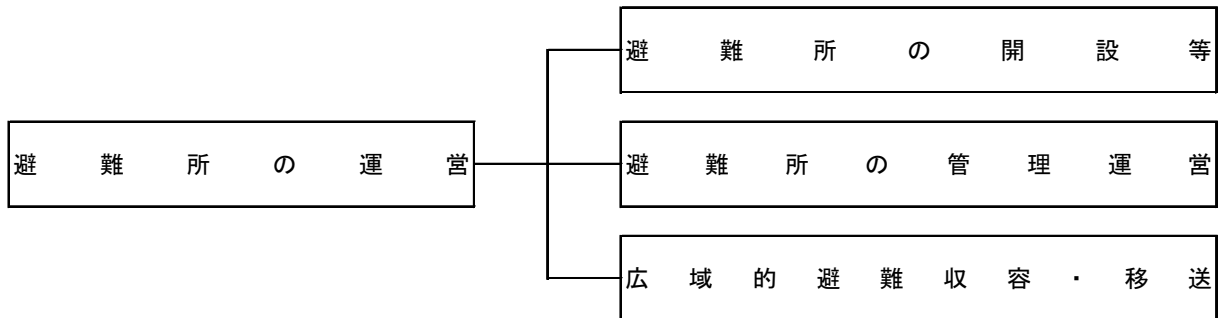 避難所の開設等
避難所の運営
避難所の管理運営
広域的避難収容・移送